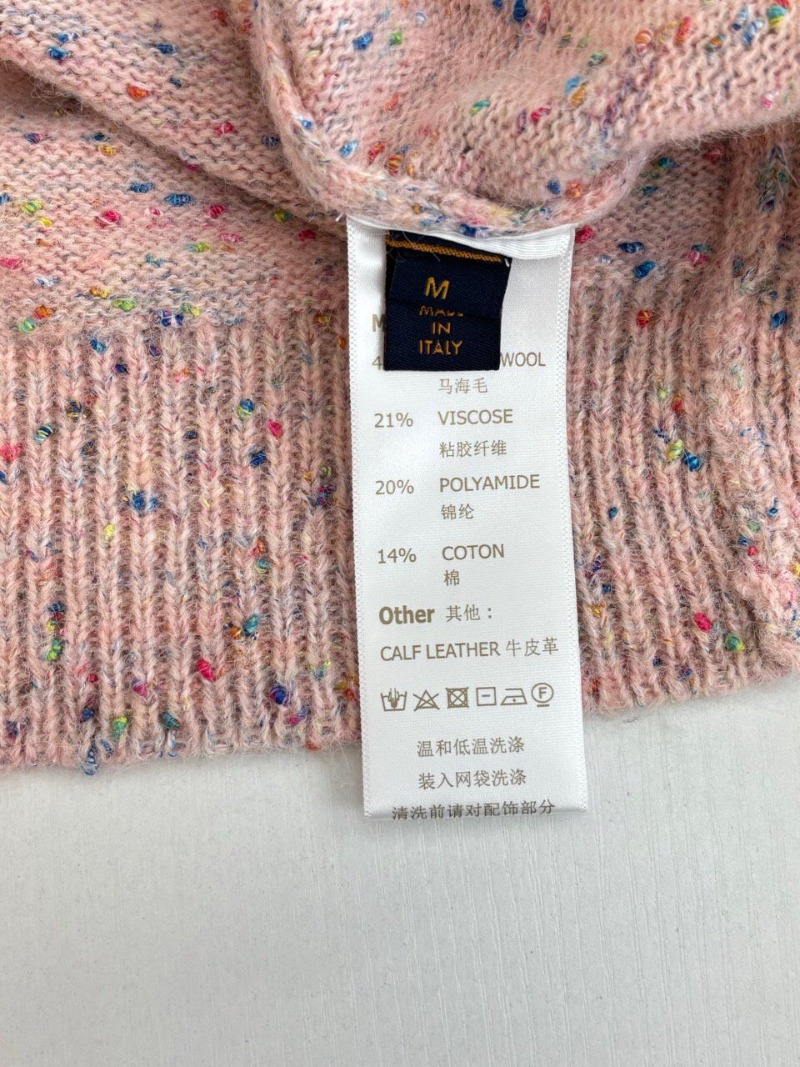 M
MADE
IN
ITALY
WOOL
马海毛
21% VISCOSE
粘胶纤维
20% POLYAMIDE
锦纶
14% COTON
棉
Other 其他：
CALF LEATHER 牛皮革
F
温和低温洗涤
装入网袋洗涤
清洗前请对配饰部分